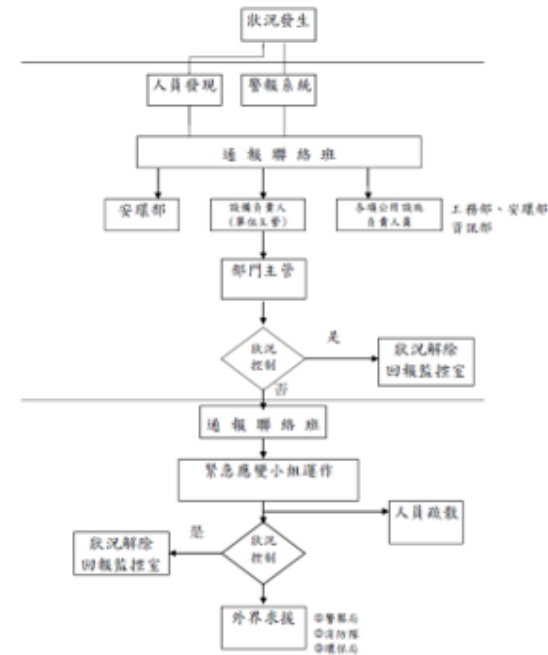 狀況發生
人員發現
警報系統
通報聯絡班
安環部
設備負責人
(單位主管)
各項公用設施
負責人員
工務部、安環部
資訊部
部門主管
狀況
控制
是
狀況解除
回報監控室
否
通報聯絡班
緊急應變小組運作
人員疏散
狀況
控制
是
狀況解除
回報監控室
外界求援
①警察局
②消防隊
③環保局